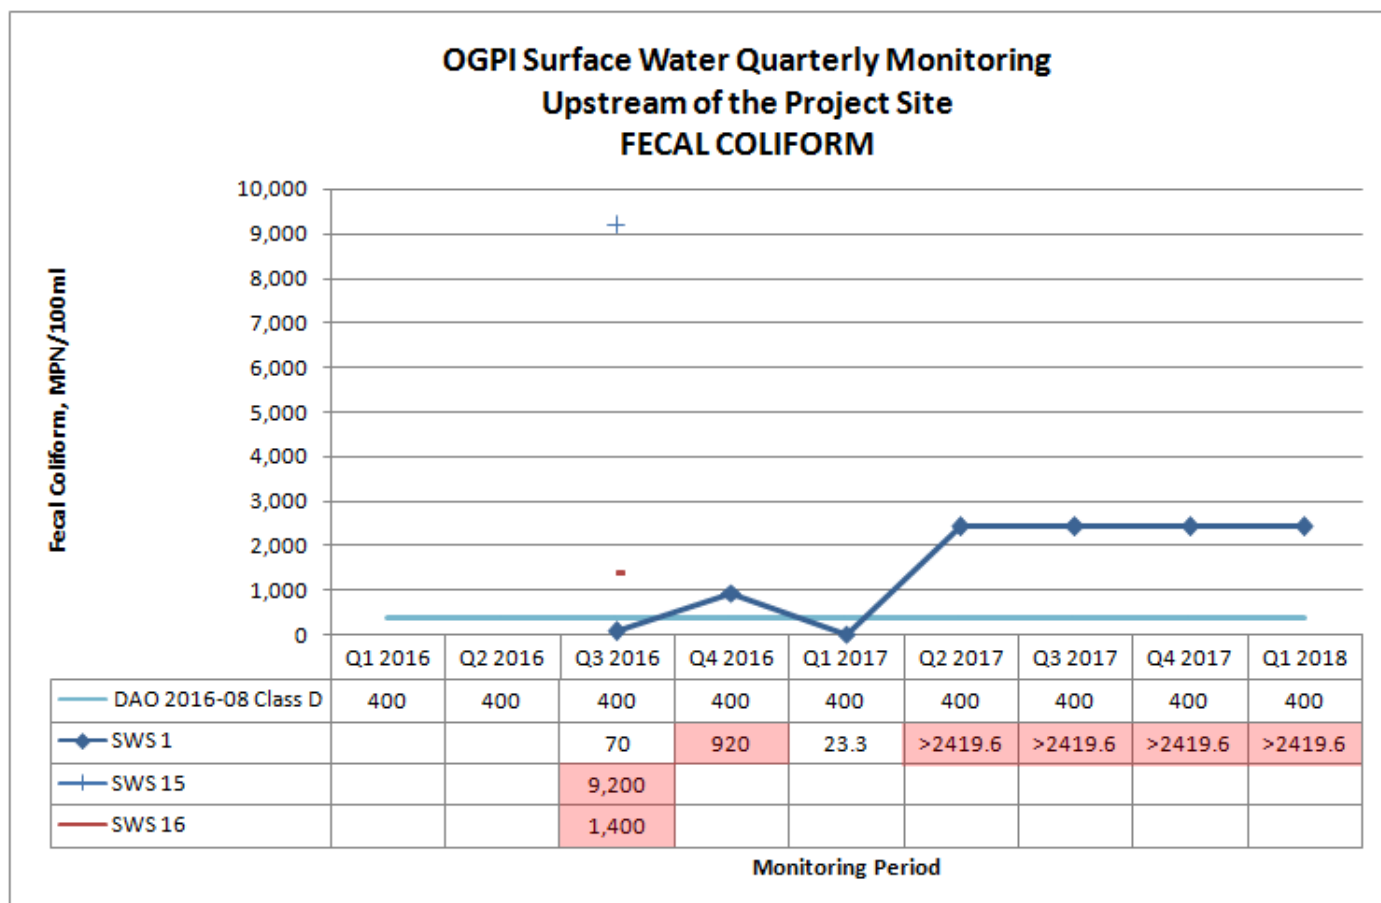 OGPI Surface Water Quarterly Monitoring
Upstream of the Project Site
FECAL COLIFORM
Fecal Coliform, MPN/100ml
10,000
9,000
8,000
7,000
6,000
5,000
4,000
3,000
2,000
1,000
0
Q1 2016 Q2 2016 Q3 2016 Q4 2016 Q1 2017 Q2 2017 Q3 2017 Q4 2017 Q1 2018
DAO 2016-08 Class D 400 400 400 400 400 400 400 400 400
SWS 1 70 920 23.3 >2419.6 >2419.6 >2419.6 >2419.6
SWS 15 9,200
SWS 16 1,400
Monitoring Period